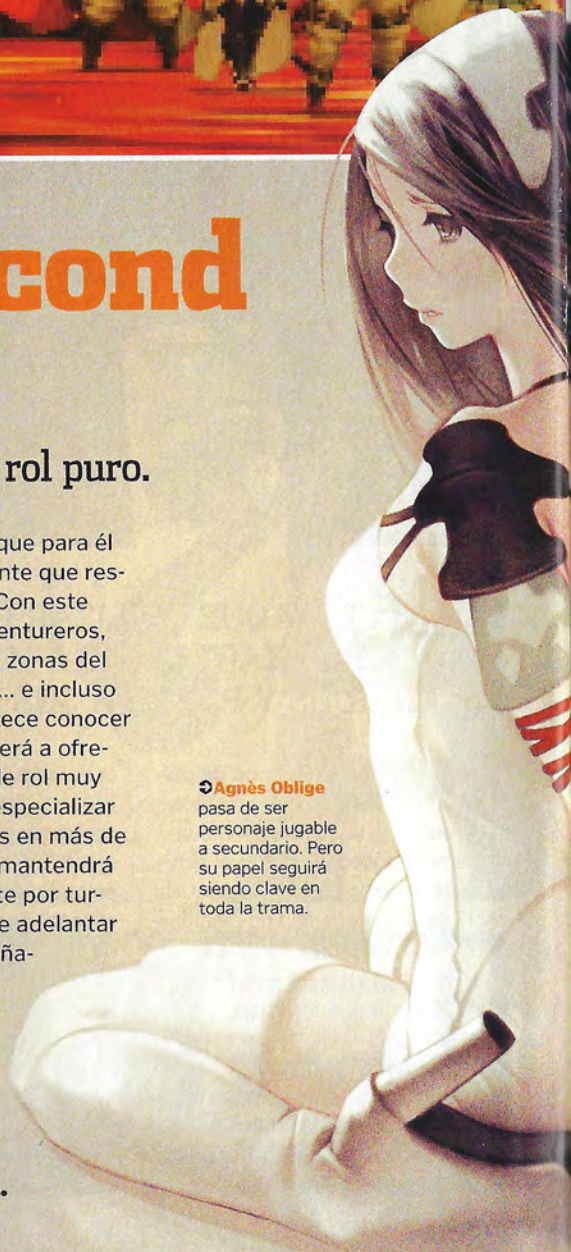 cond
rol puro.
que para él
nte que res-
Con este
entureros,
zonas del
... e incluso
ece conocer
erá a ofre-
le rol muy
especializar
s en más de
mantendrá
te por tur-
e adelantar
ña-
Agnès Oblige
pasa de ser
personaje jugable
a secundario. Pero
su papel seguirá
siendo clave en
toda la trama.
.